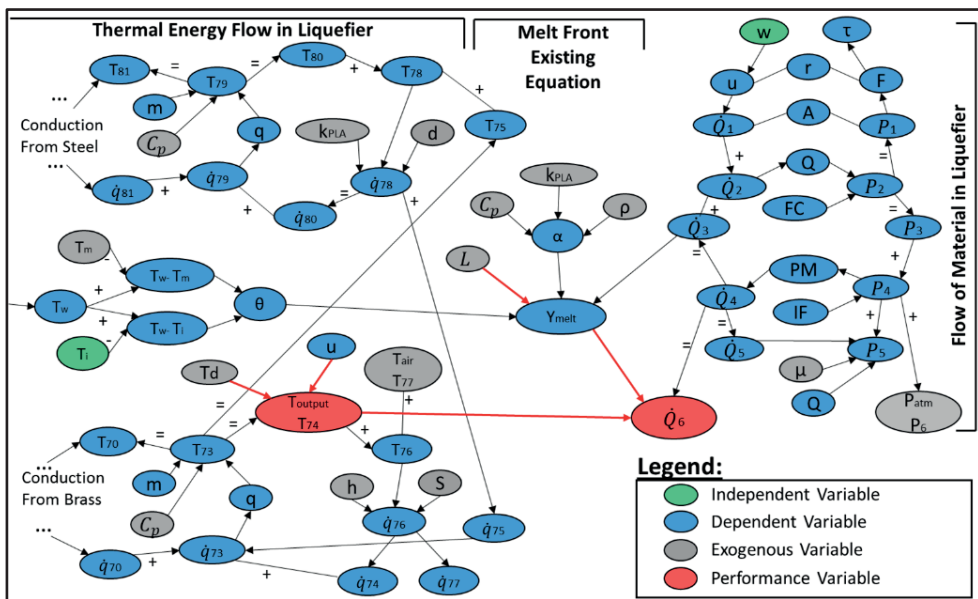 Thermal Energy Flow in Liquefier
Melt Front
Existing
Equation
Flow of Material in Liquefier
T81
=
T79
=
T80
+
T78
+
T75
...
m
Conduction
From Steel
Cp
q
kPLA
d
...
q̇81
+
q̇79
+
q̇80
=
q̇78
+
Tm
-
Tw
+
Tw- Tm
+
Tw- Ti
-
Ti
θ
kPLA
Cp
ρ
α
L
Ymelt
w
τ
u
r
F
Q̇1
A
P1
+
=
Q̇2
Q
P2
+
FC
=
Q̇3
P3
=
+
Q̇4
PM
P4
=
IF
+
+
Q̇5
P5
=
μ
Q
Patm
P6
Q̇6
Td
u
Tair
T77
+
Toutput
T74
=
=
+
T70
=
T73
T76
...
Conduction
From Brass
m
q
Cp
h
S
q̇76
q̇75
...
q̇70
+
q̇73
+
q̇74
q̇77
Legend:
Independent Variable
Dependent Variable
Exogenous Variable
Performance Variable